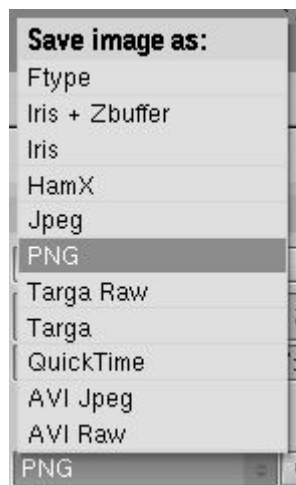 Save image as:
Ftype
Iris + Zbuffer
Iris
HamX
Jpeg
PNG
Targa Raw
Targa
QuickTime
AVI Jpeg
AVI Raw
PNG